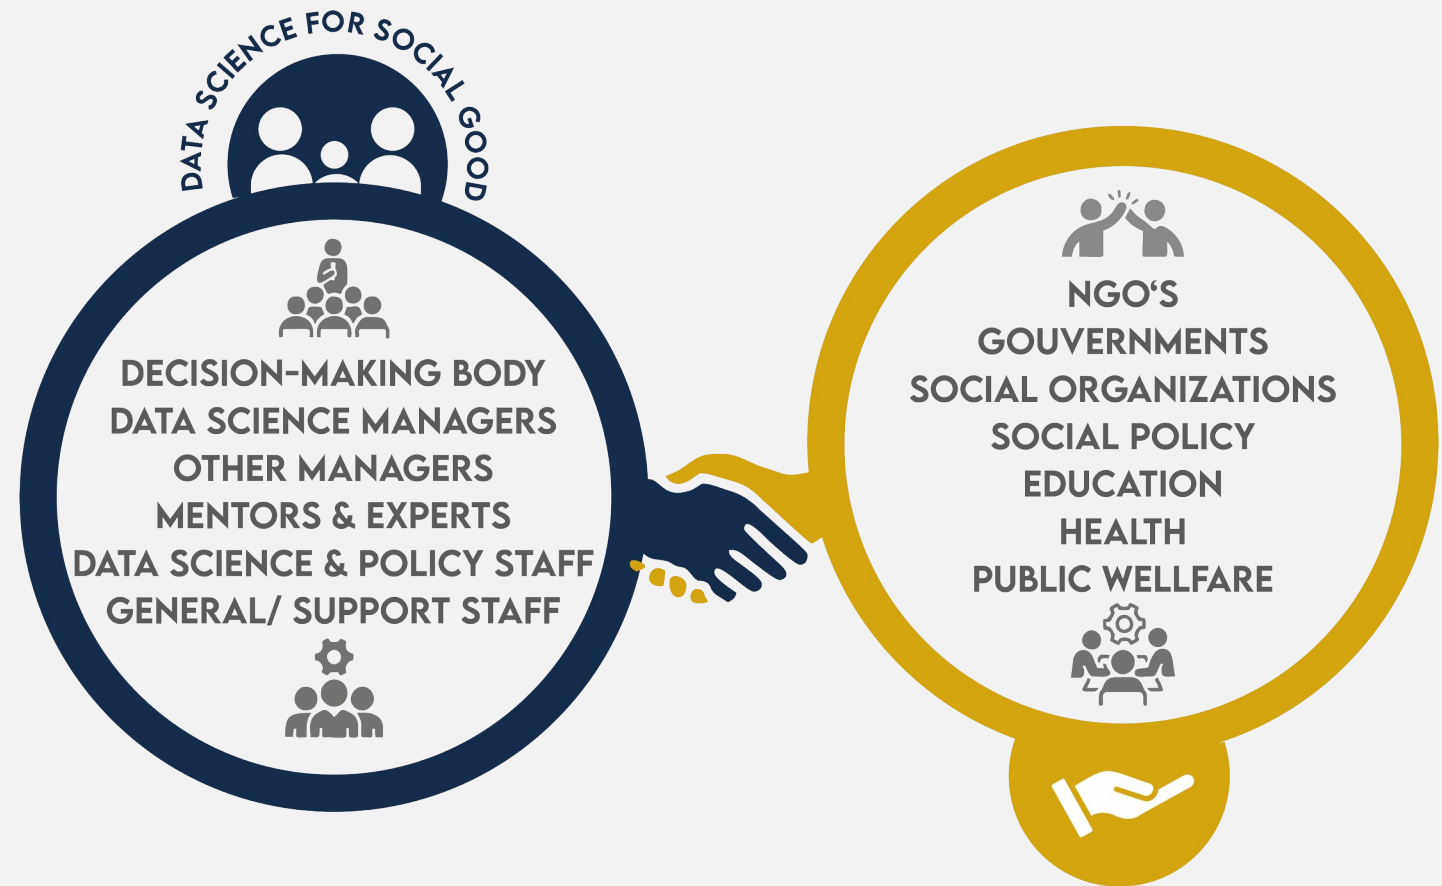 DATA SCIENCE FOR SOCIAL GOOD
DECISION-MAKING BODY
DATA SCIENCE MANAGERS
OTHER MANAGERS
MENTORS & EXPERTS
DATA SCIENCE & POLICY STAFF
GENERAL/ SUPPORT STAFF
NGO‘S
GOUVERNMENTS
SOCIAL ORGANIZATIONS
SOCIAL POLICY
EDUCATION
HEALTH
PUBLIC WELLFARE